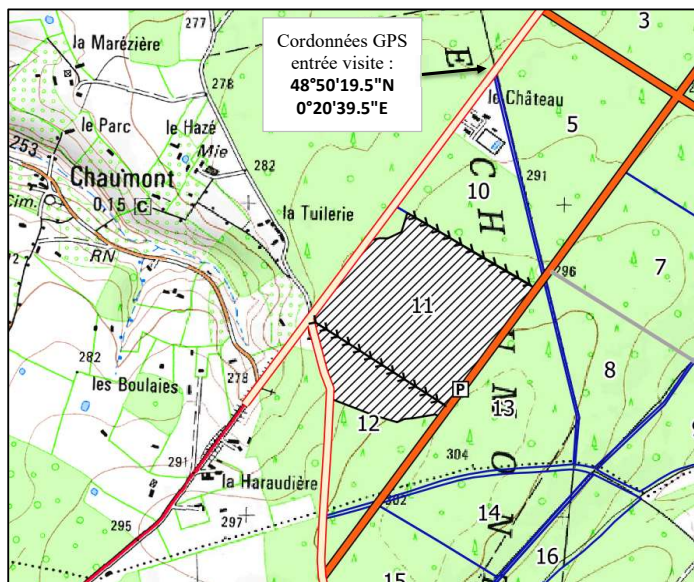 277
3
la Marézière
Cordonnées GPS
entrée visite :
48°50'19.5"N
0°20'39.5"E
E
278
le Château
le Parc
le Hazé
5
253
Mie
Chaumont
282
291
10
C
H
Cim.
0,15 C
la Tuilerie
RN
296
7
11
282
279
8
les Boulaies
P
M
12
13
O
291
304
la Haraudière
302
N
295
297
14
16
15